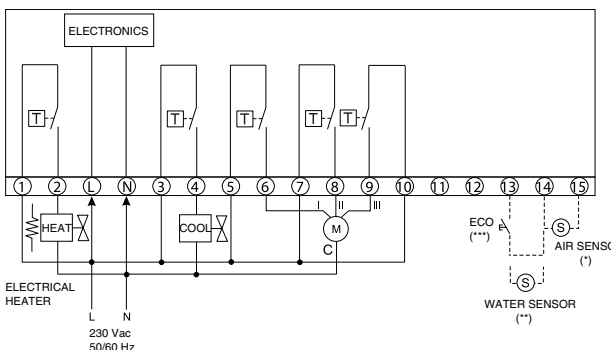 ELECTRONICS
T T T T T
1 2 L N 3 4 5 6 7 8 9 10 11 12 13 14 15
I II III
HEAT
COOL
M
C
ECO
(***)
S
AIR SENSO
(*)
ELECTRICAL
HEATER
S
WATER SENSOR
(**)
L N
230 Vac
50/60 Hz